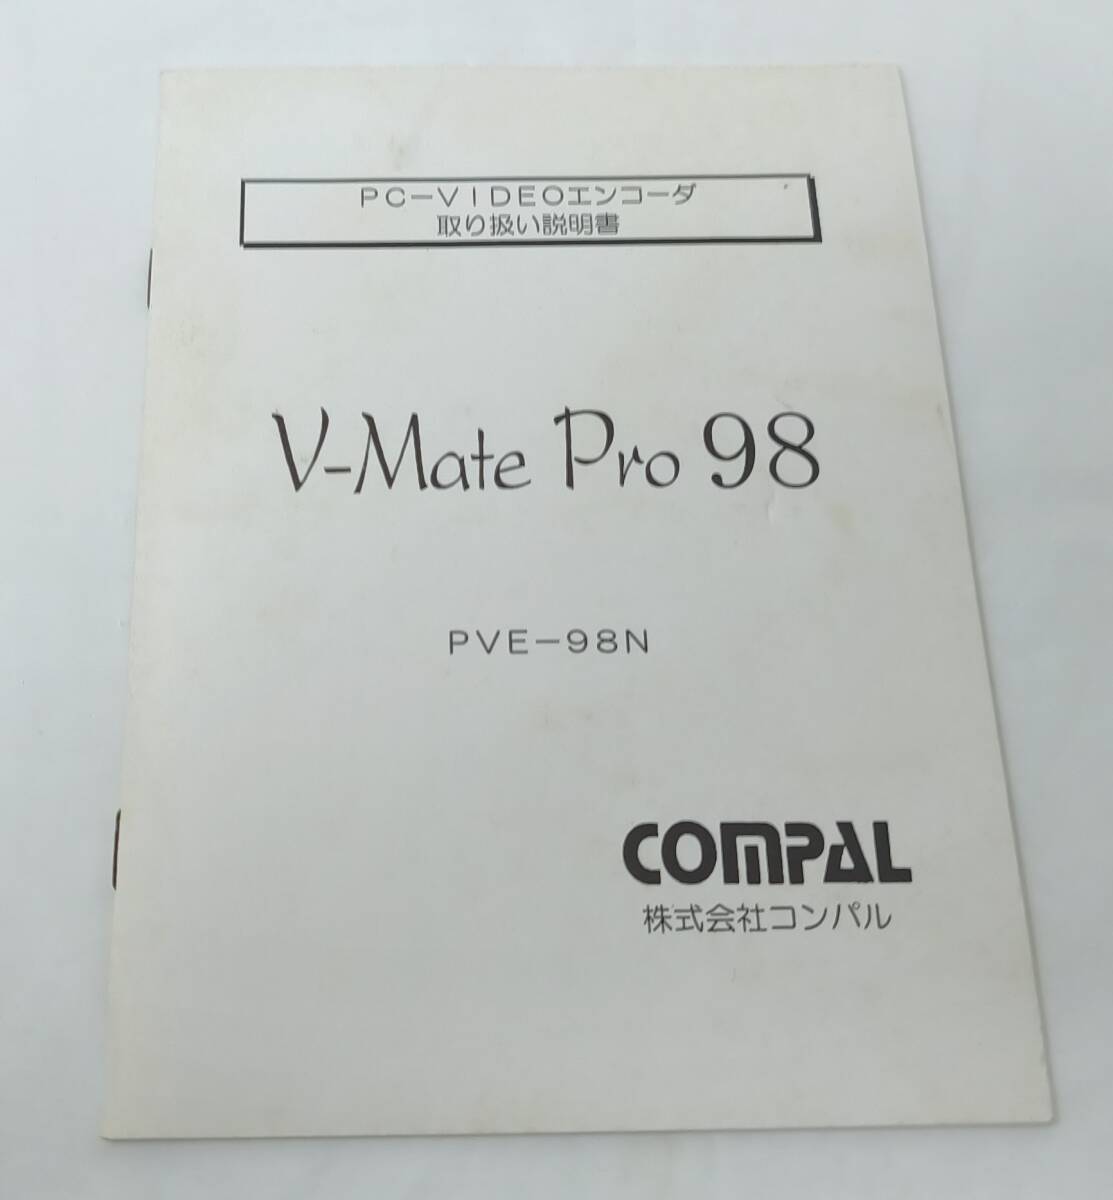 PC－VIDEOエンコーダ
取り扱い説明書
V-Mate Pro 98
PVE－98N
COMPAL
株式会社コンパル